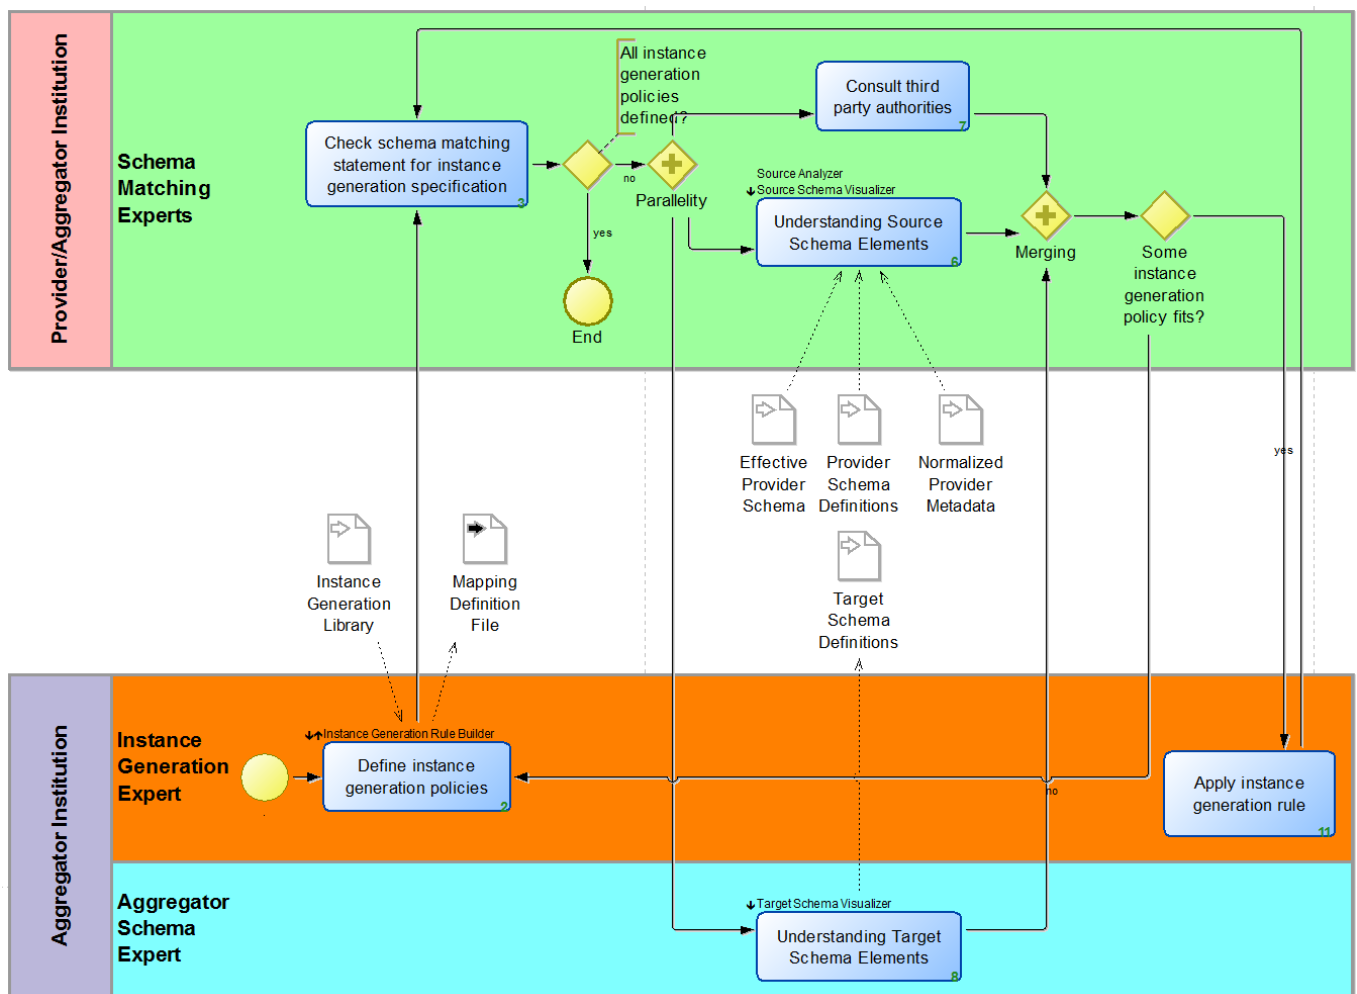 Provider/Aggregator Institution
Schema
Matching
Experts
Check schema matching
statement for instance
generation specification
3
All instance
generation
policies
defined?
no
yes
End
Parallelity
Consult third
party authorities
7
Source Analyzer
Source Schema Visualizer
Understanding Source
Schema Elements
6
Merging
Some
instance
generation
policy fits?
yes
Effective
Provider
Schema
Provider
Schema
Definitions
Normalized
Provider
Metadata
Instance
Generation
Library
Mapping
Definition
File
Target
Schema
Definitions
Aggregator Institution
Instance
Generation
Expert
Instance Generation Rule Builder
Define instance
generation policies
2
no
Apply instance
generation rule
11
Aggregator
Schema
Expert
Target Schema Visualizer
Understanding Target
Schema Elements
8